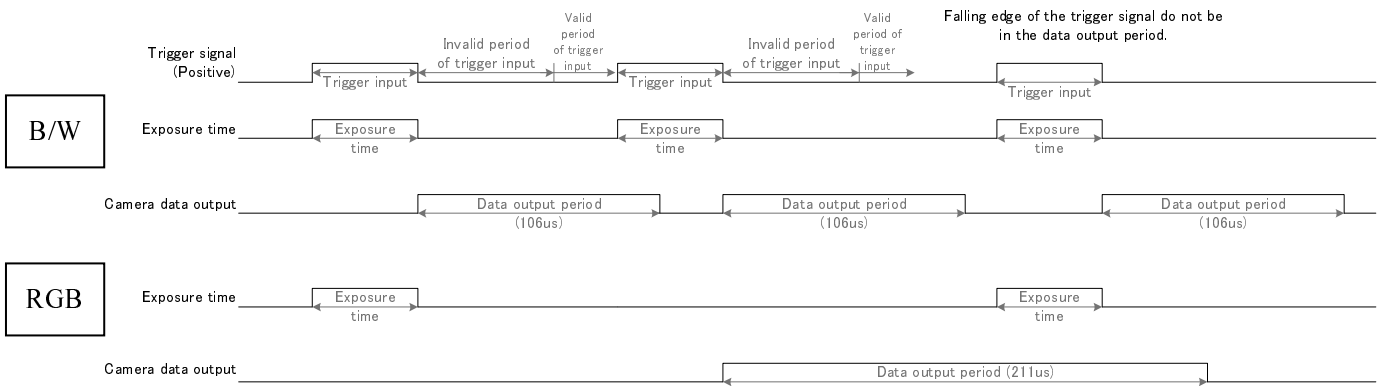 Trigger signal
(Positive)
Trigger input
Invalid period
of trigger input
Valid
period
of trigger
input
Trigger input
Invalid period
of trigger input
Valid
period of
trigger
input
Falling edge of the trigger signal do not be
in the data output period.
Trigger input
B/W
Exposure time
Exposure
time
Exposure
time
Exposure
time
Camera data output
Data output period
(106us)
Data output period
(106us)
Data output period
(106us)
RGB
Exposure time
Exposure
time
Exposure
time
Camera data output
Data output period (211us)